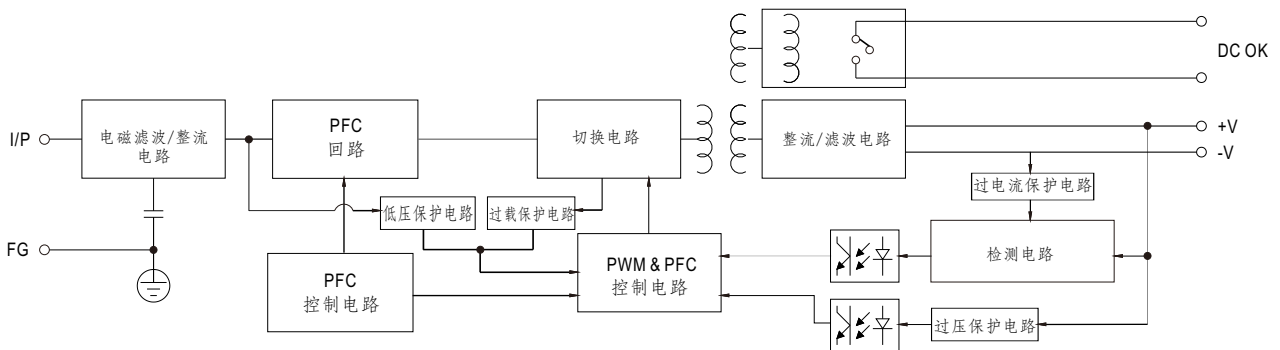 DC OK
I/P
电磁滤波/整流
电路
PFC
回路
切换电路
整流/滤波电路
+V
-V
过电流保护电路
低压保护电路
过载保护电路
FG
PFC
控制电路
PWM & PFC
控制电路
检测电路
过压保护电路